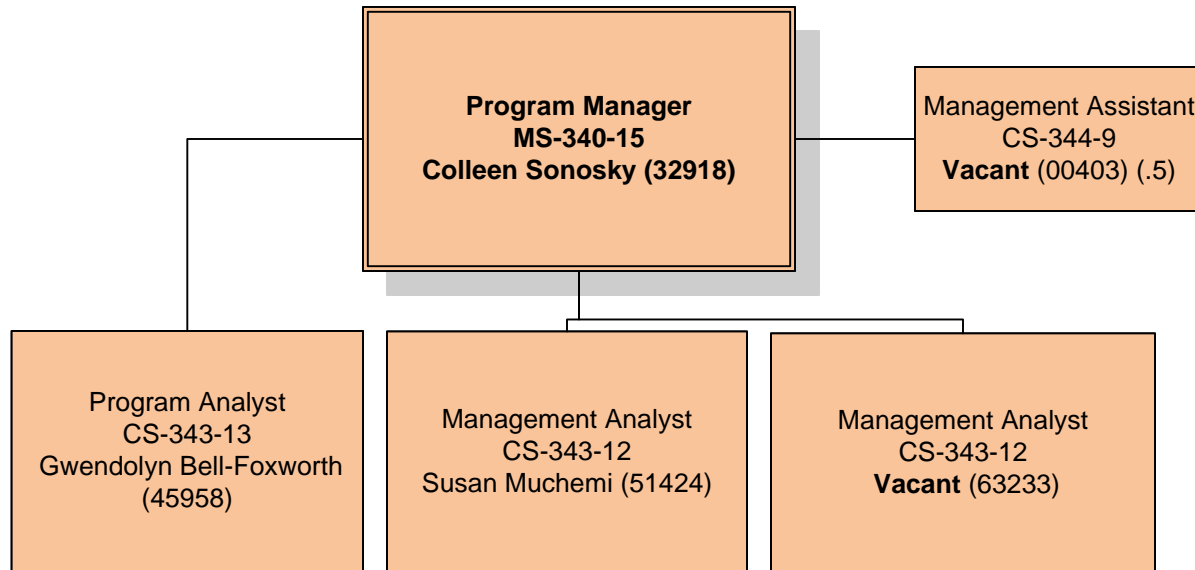 Program Manager
MS-340-15
Colleen Sonosky (32918)
Management Assistant
CS-344-9
Vacant (00403) (.5)
Program Analyst
CS-343-13
Gwendolyn Bell-Foxworth
(45958)
Management Analyst
CS-343-12
Susan Muchemi (51424)
Management Analyst
CS-343-12
Vacant (63233)